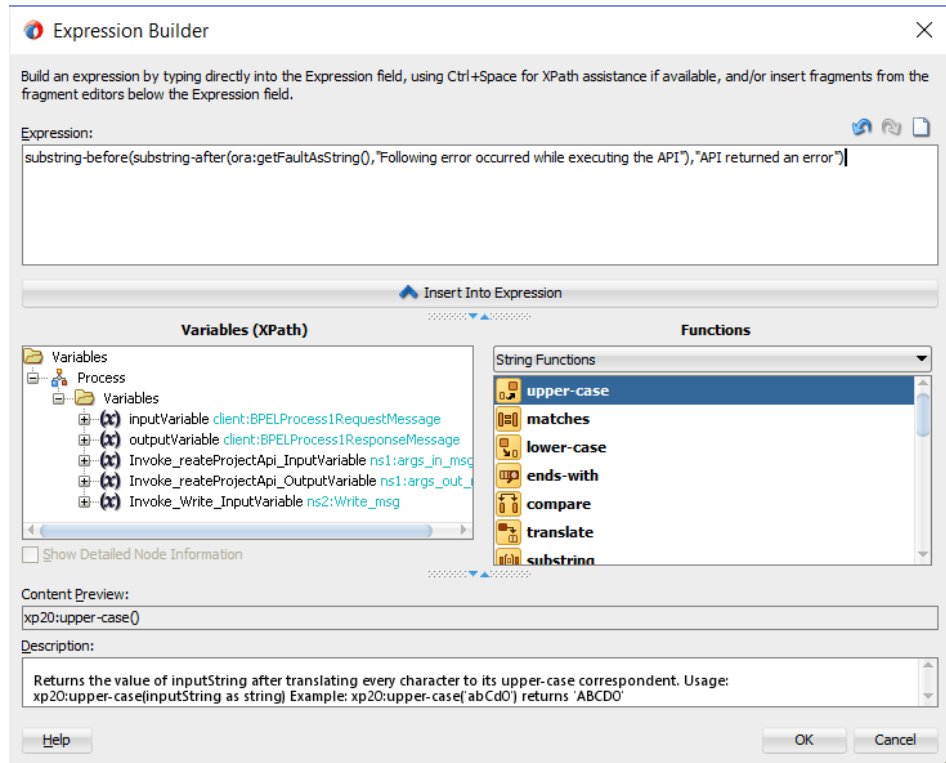 Expression Builder
Build an expression by typing directly into the Expression field, using Ctrl+Space for XPath assistance if available, and/or insert fragments from the
fragment editors below the Expression field.
Expression:
substring-before(substring-after(ora:getFaultAsString(),"Following error occurred while executing the API"),"API returned an error")
Insert Into Expression
Variables (XPath)
Functions
Variables
Process
Variables
inputVariable client:BPELProcess1RequestMessage
outputVariable client:BPELProcess1ResponseMessage
Invoke_reateProjectApi_InputVariable ns1:args_in_msg
Invoke_reateProjectApi_OutputVariable ns1:args_out_
Invoke_Write_InputVariable ns2:Write_msg
Show Detailed Node Information
String Functions
upper-case
matches
lower-case
ends-with
compare
translate
substring
Content Preview:
xp20:upper-case()
Description:
Returns the value of inputString after translating every character to its upper-case correspondent. Usage:
xp20:upper-case(inputString as string) Example: xp20:upper-case('abCd0') returns 'ABCD0'
Help
OK
Cancel